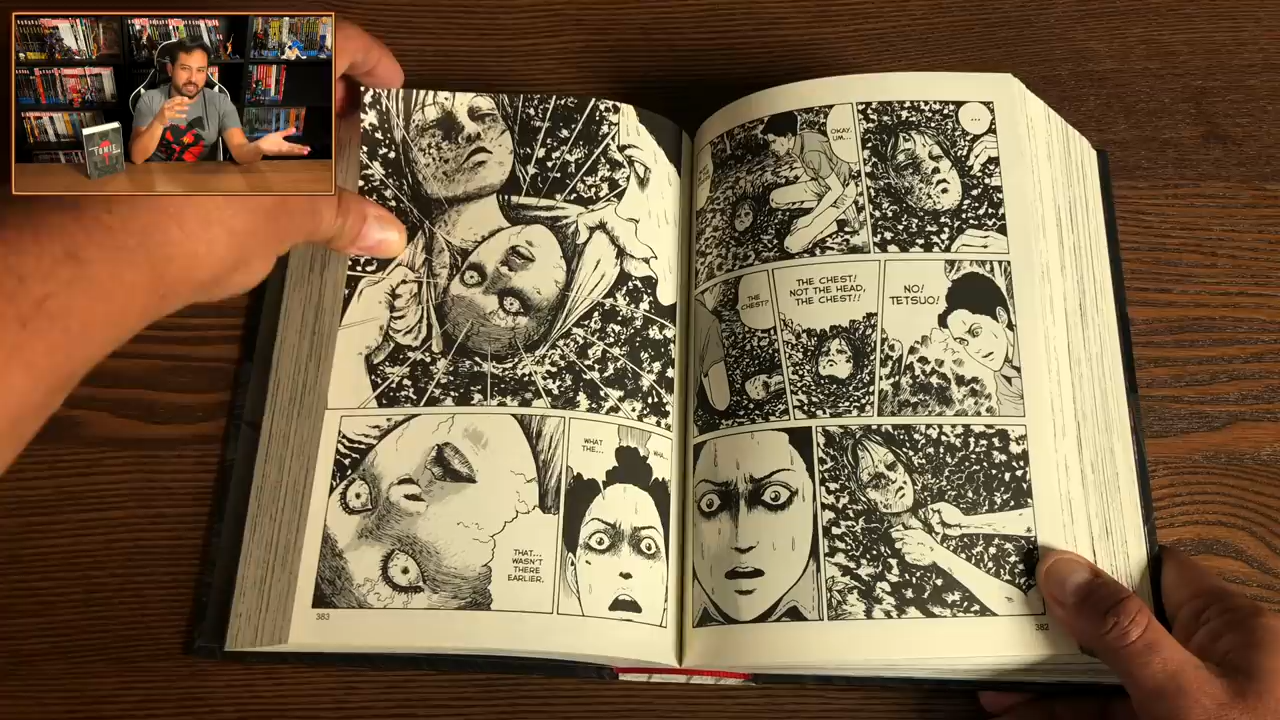 TOMIE
OKAY.
UM...
...
THE
CHEST?
THE CHEST!
NOT THE HEAD,
THE CHEST!!
NO!
TETSUO!
382
WHAT
THE...
WHA...
THAT...
WASN'T
THERE
EARLIER.
383